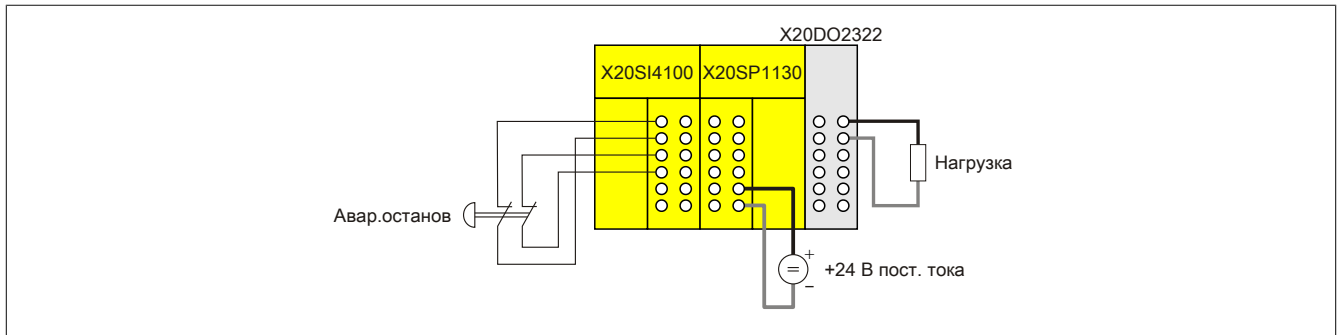 X20DO2322
X20SI4100 X20SP1130
Нагрузка
Авар.останов
+
= +24 В пост. тока
−